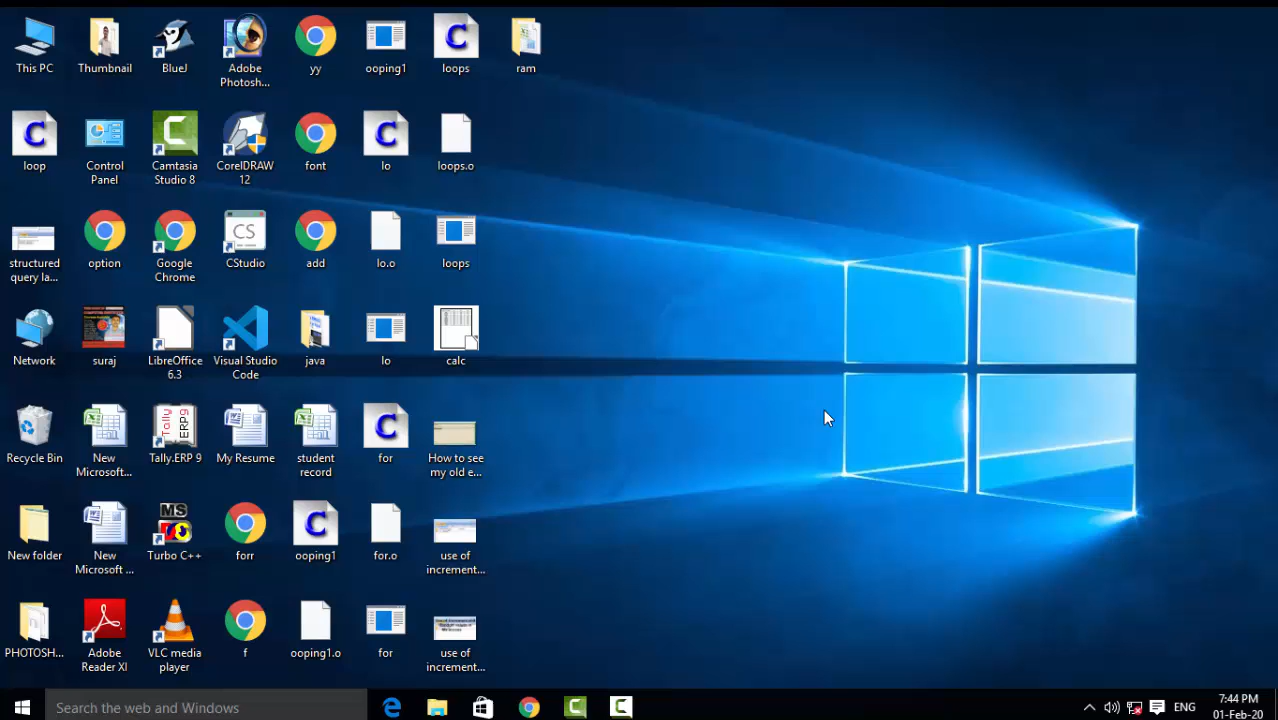 This PC
Thumbnail
BlueJ
Adobe
Photosh...
yy
ooping1
loops
ram
loop
Control
Panel
Camtasia
Studio 8
CorelDRAW
12
font
lo
loops.o
structured
query la...
option
Google
Chrome
CStudio
add
lo.o
loops
Network
suraj
LibreOffice
6.3
Visual Studio
Code
java
lo
calc
Recycle Bin
New
Microsoft...
Tally.ERP 9
My Resume
student
record
for
How to see
my old e...
New folder
New
Microsoft ...
Turbo C++
forr
ooping1
for.o
use of
increment...
PHOTOSH...
Adobe
Reader XI
VLC media
player
f
ooping1.o
for
use of
increment...
Search the web and Windows
ENG
7:44 PM
01-Feb-20